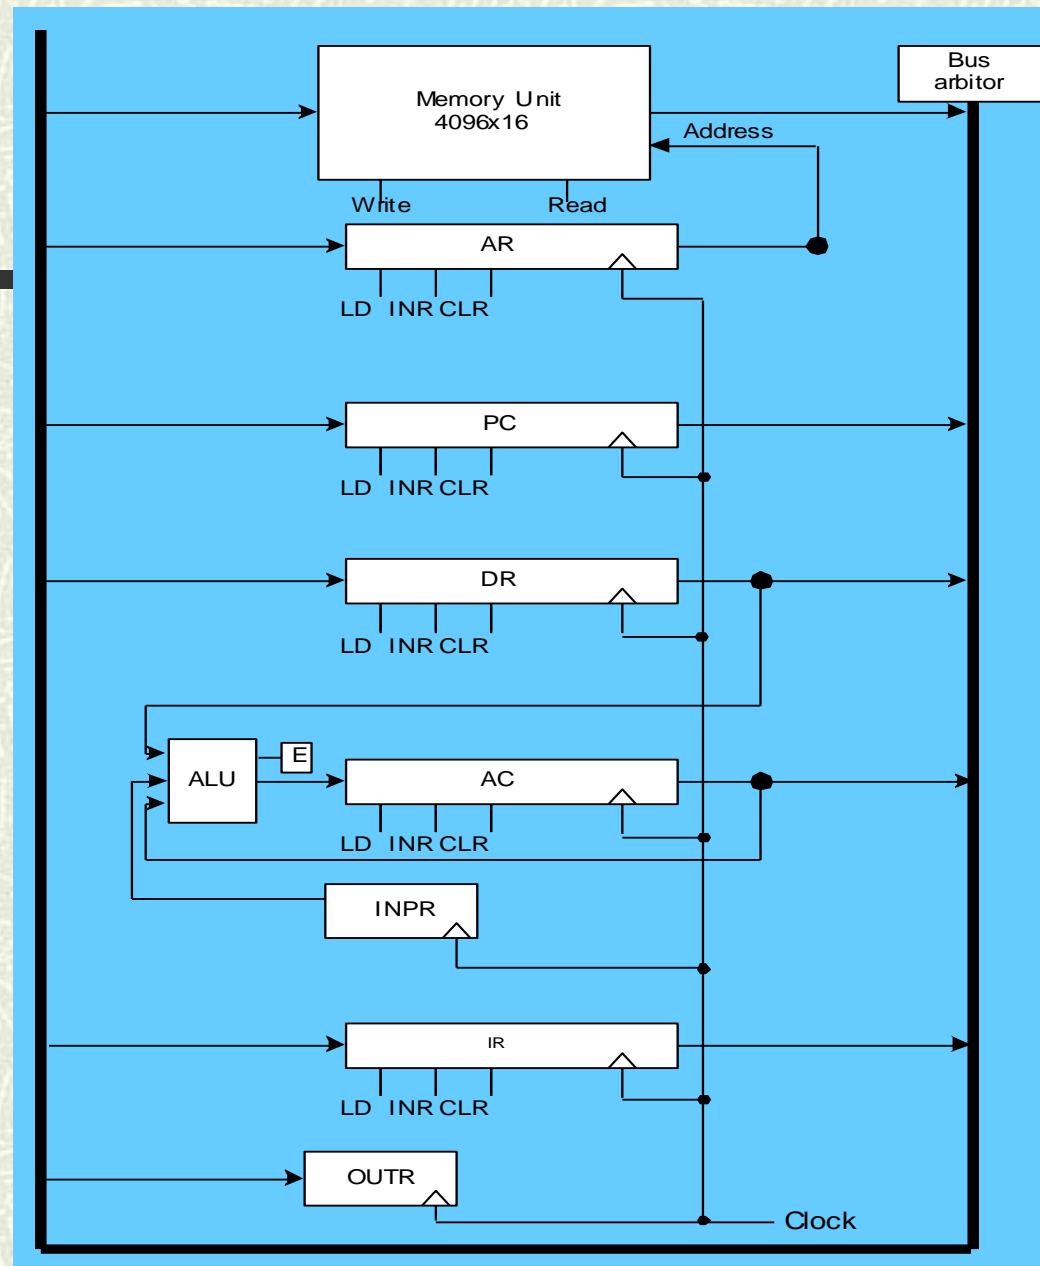 Bus
arbitor
Memory Unit
4096x16
Address
Write
Read
AR
LD INR CLR
PC
LD INR CLR
DR
LD INR CLR
E
ALU
AC
LD INR CLR
INPR
IR
LD INR CLR
OUTR
Clock